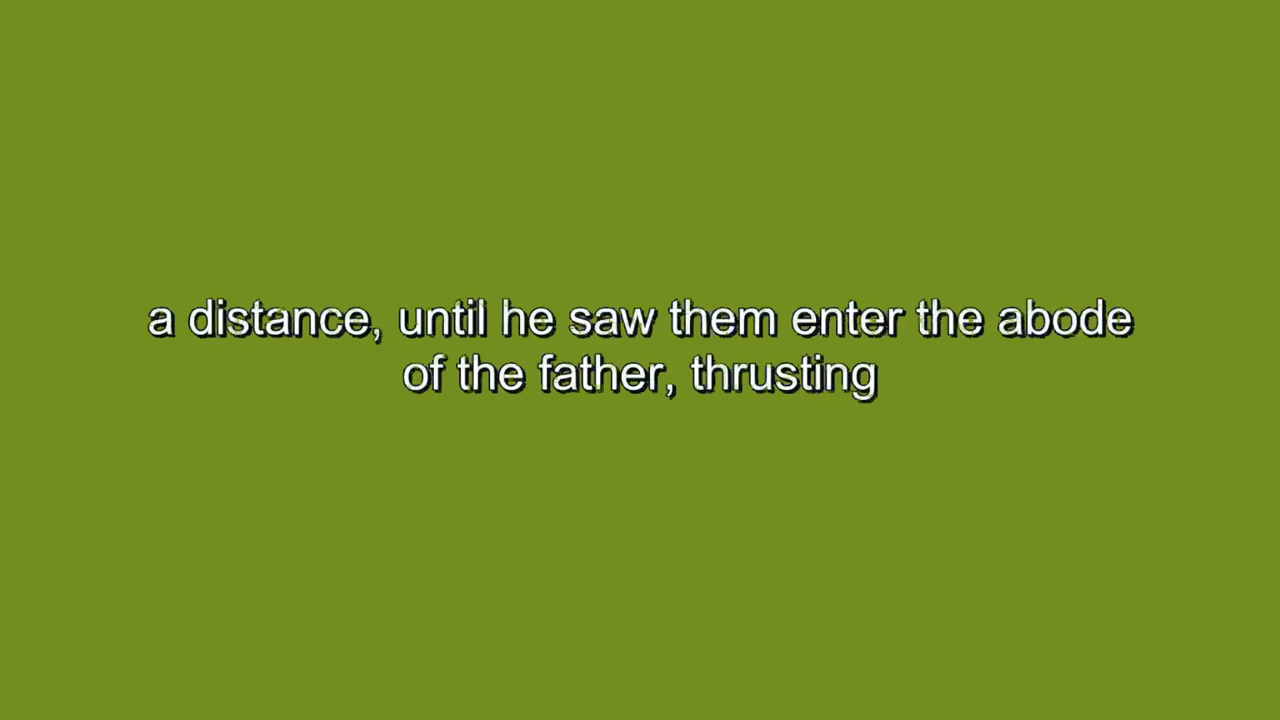 a distance, until he saw them enter the abode
of the father, thrusting